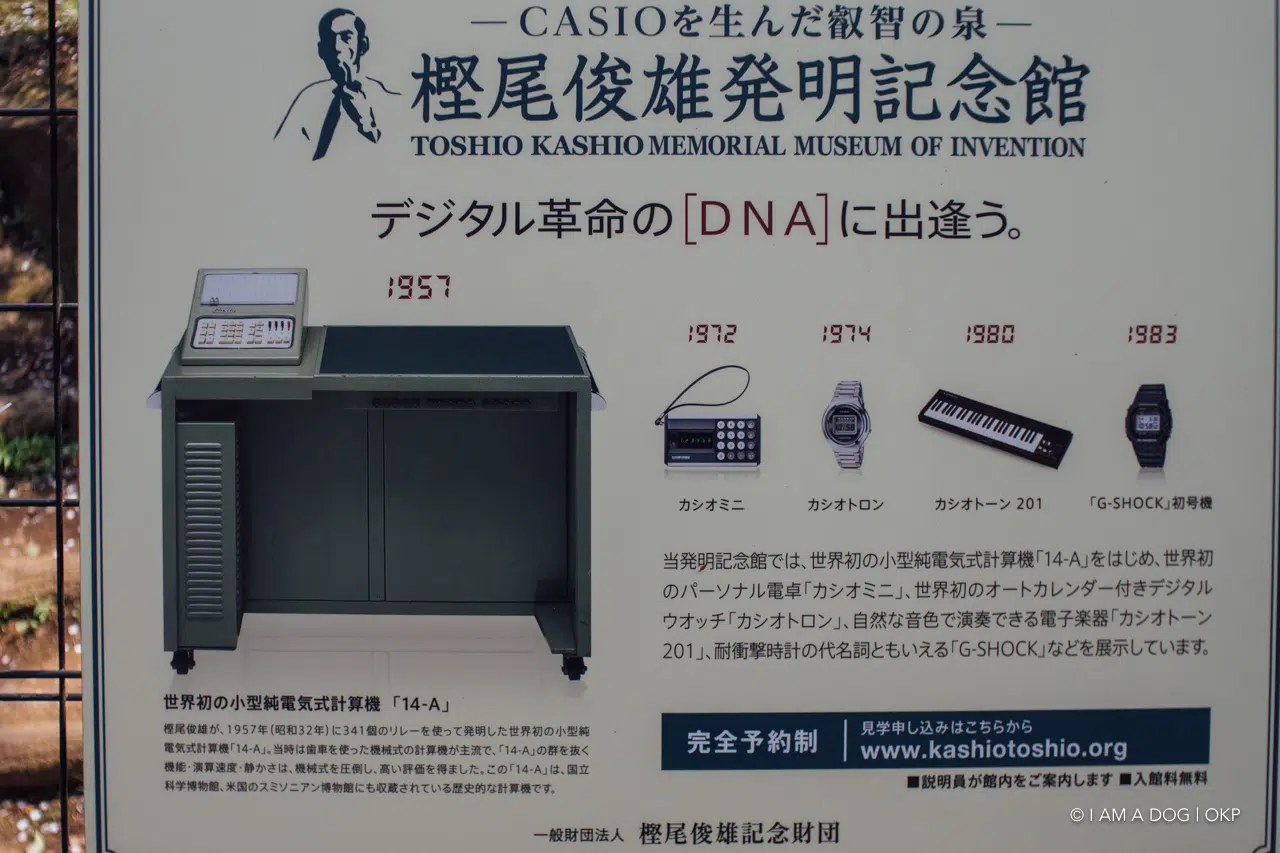 ―CASIOを生んだ叡智の泉―
樫尾俊雄発明記念館
TOSHIO KASHIO MEMORIAL MUSEUM OF INVENTION
デジタル革命の[DNA]に出逢う。
1957
1972
1974
1980
1983
カシオミニ
カシオトロン
カシオトーン 201
「G-SHOCK」初号機
当発明記念館では、世界初の小型純電気式計算機「14-A」をはじめ、世界初
のパーソナル電卓「カシオミニ」、世界初のオートカレンダー付きデジタル
ウオッチ「カシオトロン」、自然な音色で演奏できる電子楽器「カシオトーン
201」、耐衝撃時計の代名詞ともいえる「G-SHOCK」などを展示しています。
世界初の小型純電気式計算機 「14-A」
樫尾俊雄が、1957年(昭和32年)に341個のリレーを使って発明した世界初の小型純
電気式計算機「14-A」。当時は歯車を使った機械式の計算機が主流で、「14-A」の群を抜く
機能・演算速度・静かさは、機械式を圧倒し、高い評価を得ました。この「14-A」は、国立
科学博物館、米国のスミソニアン博物館にも収蔵されている歴史的な計算機です。
完全予約制
見学申し込みはこちらから
www.kashiotoshio.org
■説明員が館内をご案内します ■入館料無料
一般財団法人 樫尾俊雄記念財団
© I AM A DOG | OKP